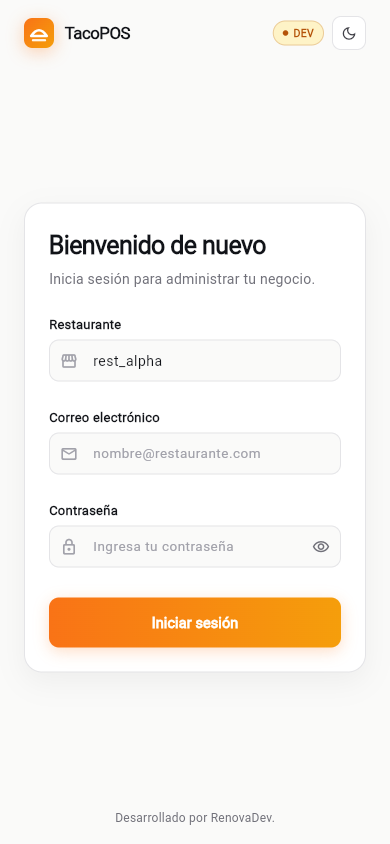 TacoPOS
DEV
Bienvenido de nuevo
Inicia sesión para administrar tu negocio.
Restaurante
rest_alpha
Correo electrónico
nombre@restaurante.com
Contraseña
Ingresa tu contraseña
Iniciar sesión
Desarrollado por RenovaDev.